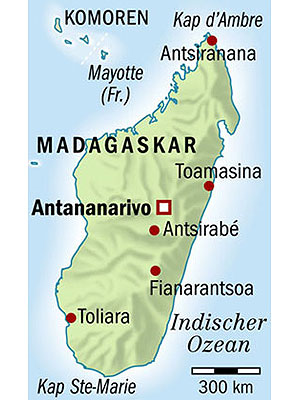 KOMOREN
Kap d'Ambre
Antsiranana
Mayotte
(Fr.)
MADAGASKAR
Toamasina
Antananarivo
Antsirabé
Fianarantsoa
Toliara
Indischer
Ozean
Kap Ste-Marie
300 km